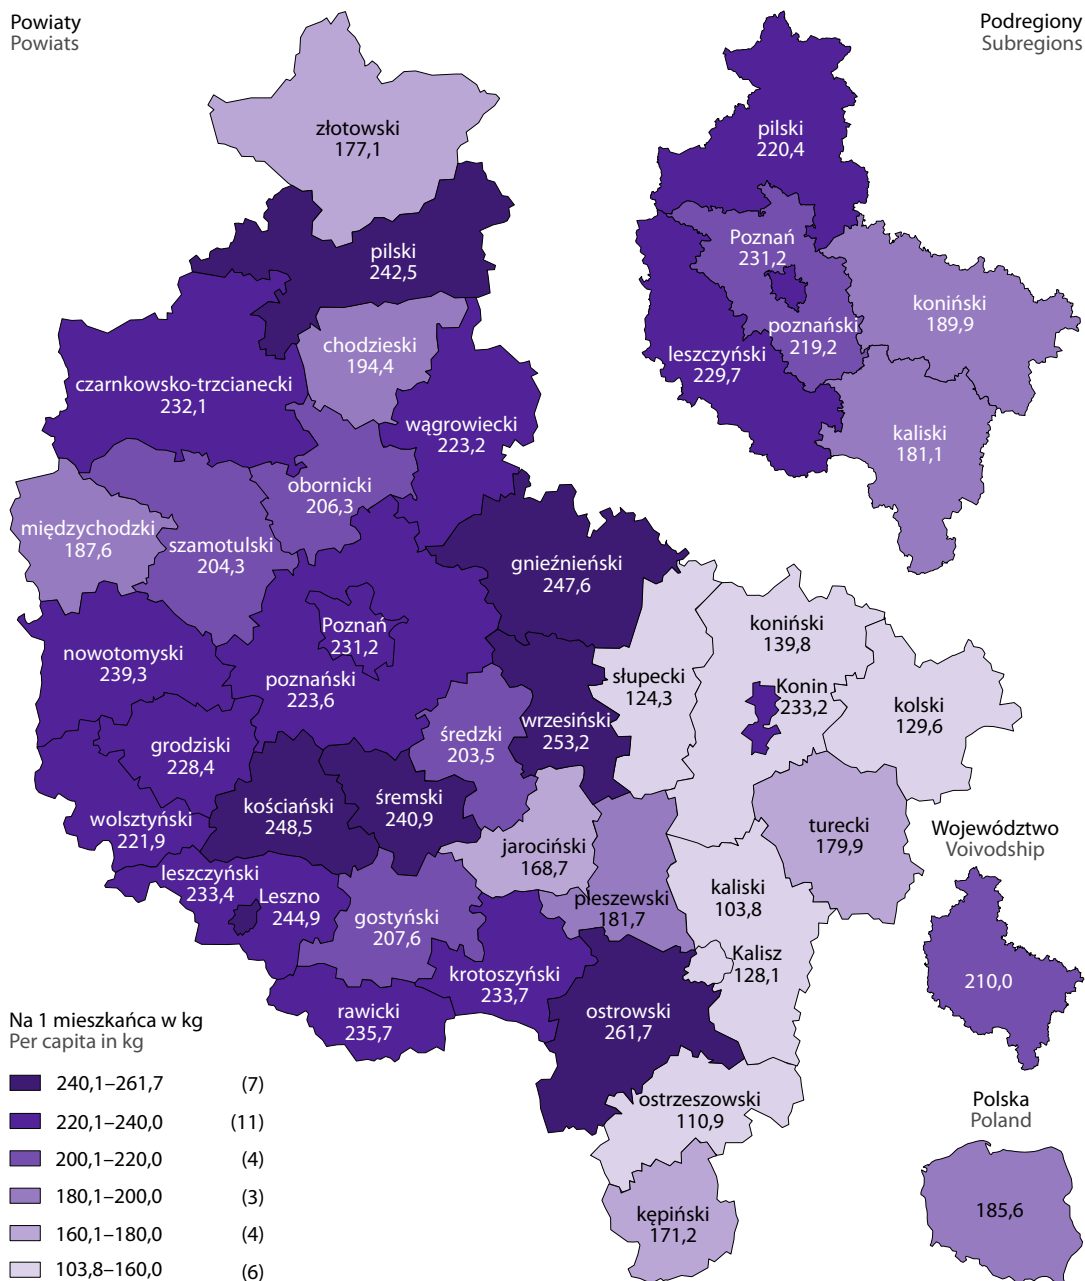 Powiaty
Powiats
złotowski
177,1
pilski
242,5
chodzieski
194,4
czarnkowsko-trzcianecki
232,1
wągrowiecki
223,2
obornicki
206,3
międzychodzki
187,6
szamotulski
204,3
gnieźnieński
247,6
Poznań
231,2
nowotomyski
239,3
poznański
223,6
koniński
139,8
słupecki
124,3
Konin
233,2
kolski
129,6
wrzesiński
253,2
średzki
203,5
grodziski
228,4
kościański
248,5
śremski
240,9
wolsztyński
221,9
jarociński
168,7
turecki
179,9
leszczyński
233,4
Leszno
244,9
gostyński
207,6
pleszewski
181,7
kaliski
103,8
Kalisz
128,1
krotoszyński
233,7
rawicki
235,7
ostrowski
261,7
ostrzeszowski
110,9
kępiński
171,2
Podregiony
Subregions
pilski
220,4
Poznań
231,2
poznański
219,2
leszczyński
229,7
koniński
189,9
kaliski
181,1
Województwo
Voivodship
210,0
Polska
Poland
185,6
Na 1 mieszkańca w kg
Per capita in kg
240,1–261,7 (7)
220,1–240,0 (11)
200,1–220,0 (4)
180,1–200,0 (3)
160,1–180,0 (4)
103,8–160,0 (6)